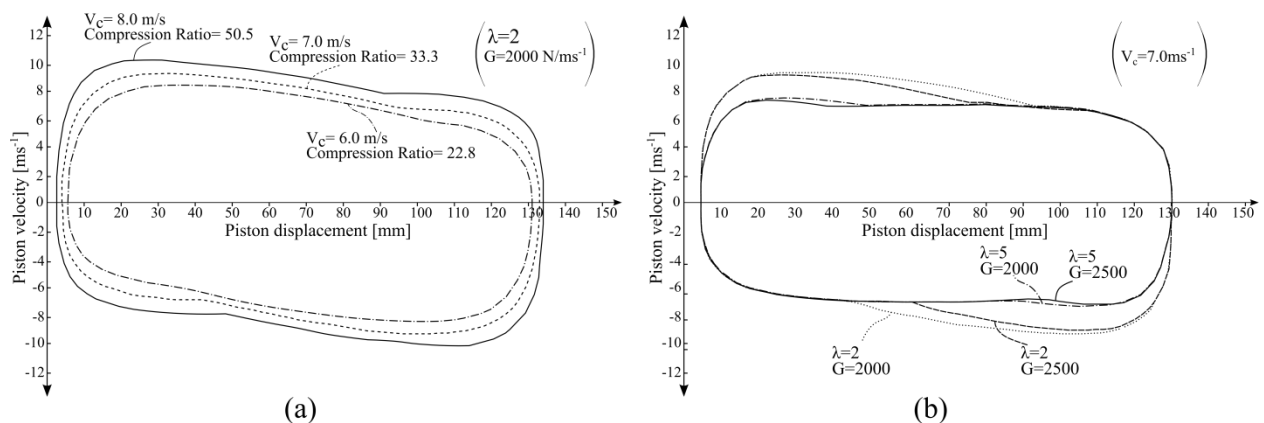 V_c= 8.0 m/s
Compression Ratio= 50.5
V_c= 7.0 m/s
Compression Ratio= 33.3
λ=2
G=2000 N/ms⁻¹
V_c= 6.0 m/s
Compression Ratio= 22.8
Piston velocity [ms⁻¹]
12
10
8
6
4
2
0
-2
-4
-6
-8
-10
-12
10 20 30 40 50 60 70 80 90 100 110 120 130 140 150
Piston displacement [mm]
(a)
V_c=7.0ms⁻¹
Piston velocity [ms⁻¹]
12
10
8
6
4
2
0
-2
-4
-6
-8
-10
-12
10 20 30 40 50 60 70 80 90 100 110 120 130 140 150
Piston displacement [mm]
λ=5
G=2000
λ=5
G=2500
λ=2
G=2000
λ=2
G=2500
(b)